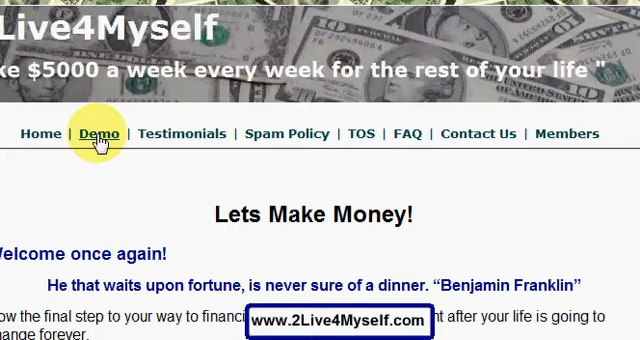 Live4Myself
ke $5000 a week every week for the rest of your life "
Home | Demo | Testimonials | Spam Policy | TOS | FAQ | Contact Us | Members
Lets Make Money!
Welcome once again!
He that waits upon fortune, is never sure of a dinner. “Benjamin Franklin”
ow the final step to your way to financi
www.2Live4Myself.com
nt after your life is going to
hange forever.